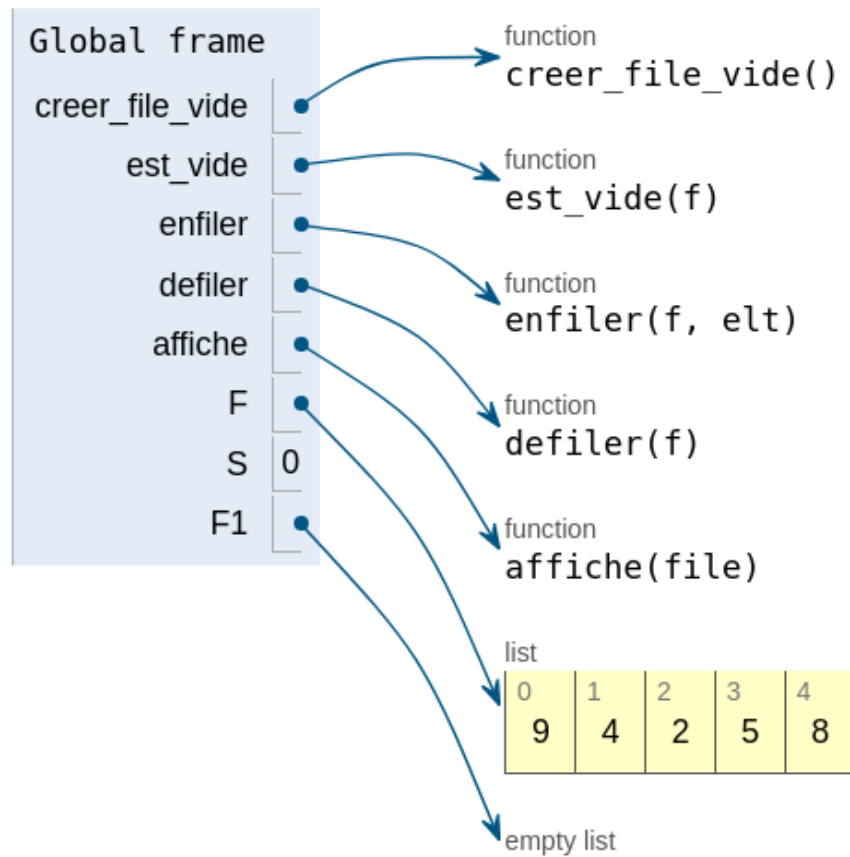 Global frame
creer_file_vide
est_vide
enfiler
defiler
affiche
F
S 0
F1
function
creer_file_vide()
function
est_vide(f)
function
enfiler(f, elt)
function
defiler(f)
function
affiche(file)
list
0 1 2 3 4
9 4 2 5 8
empty list